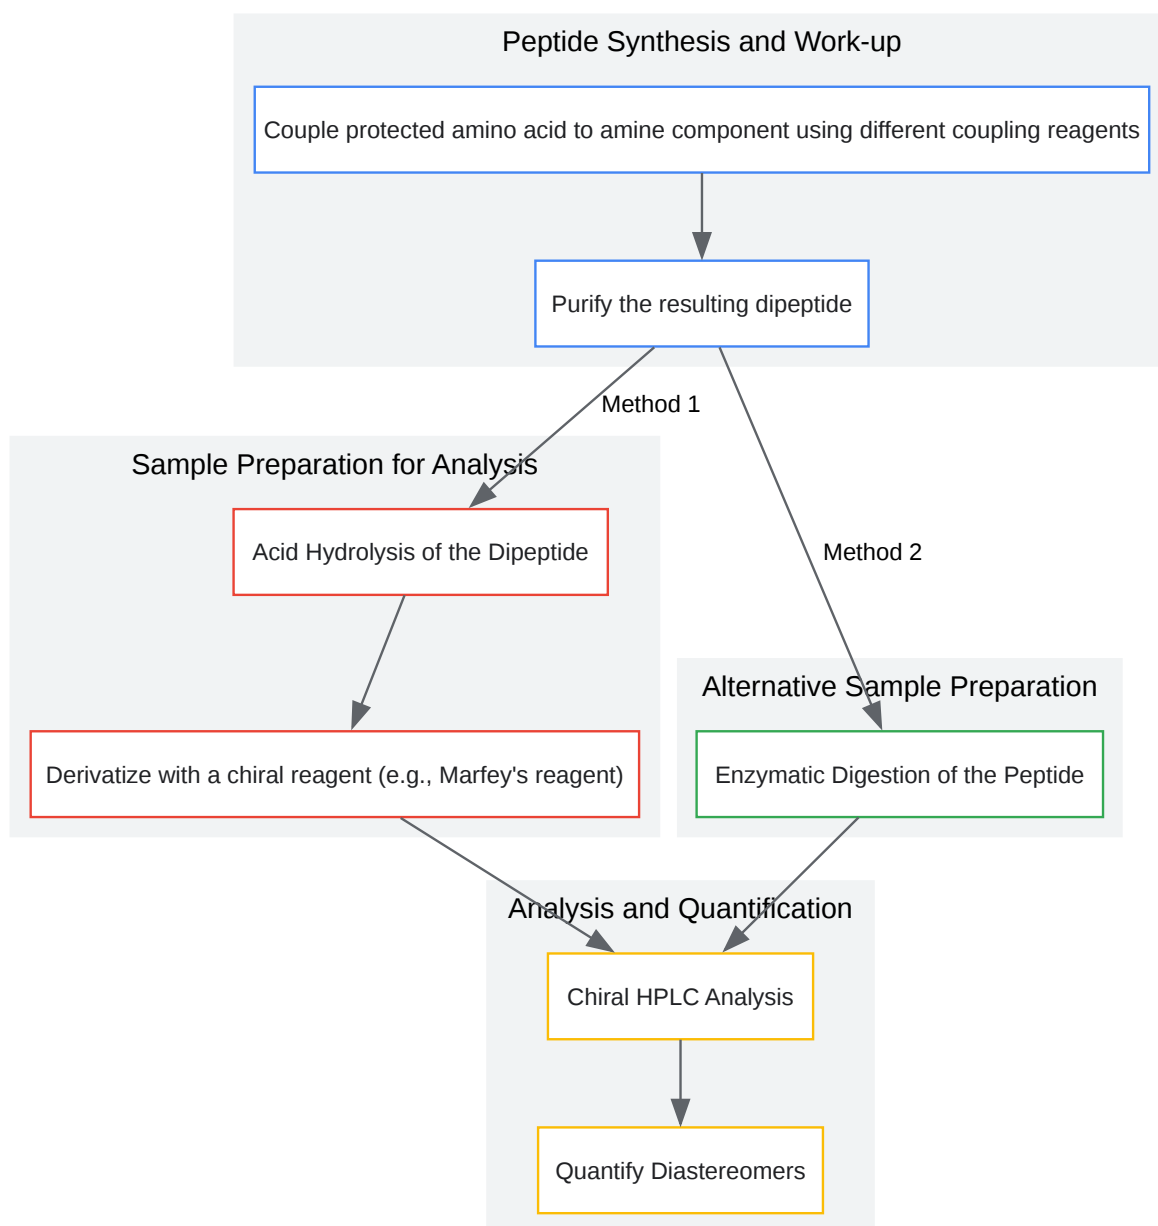 Peptide Synthesis and Work-up
Couple protected amino acid to amine component using different coupling reagents
Purify the resulting dipeptide
Method 1
Sample Preparation for Analysis
Acid Hydrolysis of the Dipeptide
Method 2
Alternative Sample Preparation
Derivatize with a chiral reagent (e.g., Marfey's reagent)
Enzymatic Digestion of the Peptide
Analysis and Quantification
Chiral HPLC Analysis
Quantify Diastereomers